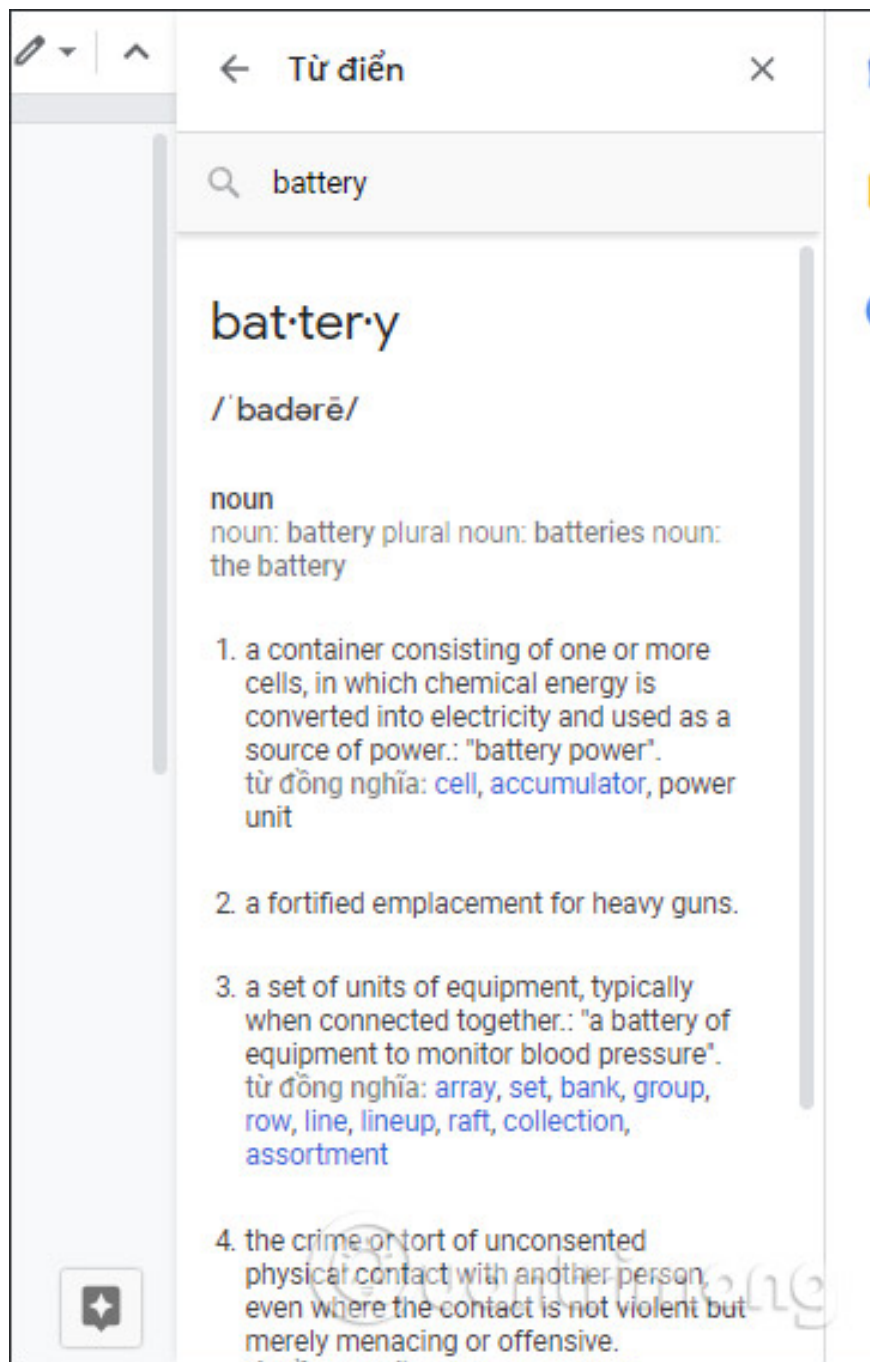 Từ điển
battery
bat·ter·y
/ˈbadərē/
noun
noun: battery plural noun: batteries noun:
the battery
1. a container consisting of one or more
cells, in which chemical energy is
converted into electricity and used as a
source of power.: "battery power".
từ đồng nghĩa: cell, accumulator, power
unit
2. a fortified emplacement for heavy guns.
3. a set of units of equipment, typically
when connected together.: "a battery of
equipment to monitor blood pressure".
từ đồng nghĩa: array, set, bank, group,
row, line, lineup, raft, collection,
assortment
4. the crime or tort of unconsented
physical contact with another person,
even where the contact is not violent but
merely menacing or offensive.
uantrimang